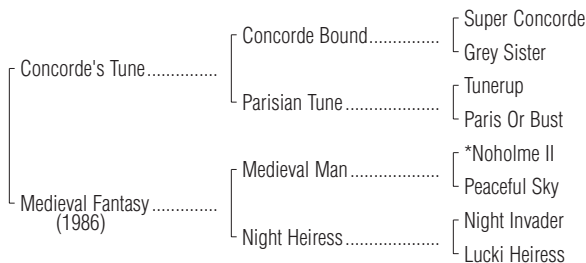 Super Concorde
Concorde Bound...............
Grey Sister
Concorde's Tune...............
Tunerup
Parisian Tune ....................
Paris Or Bust
*Noholme II
Medieval Man ...................
Peaceful Sky
Medieval Fantasy..............
(1986)
Night Invader
Night Heiress....................
Lucki Heiress